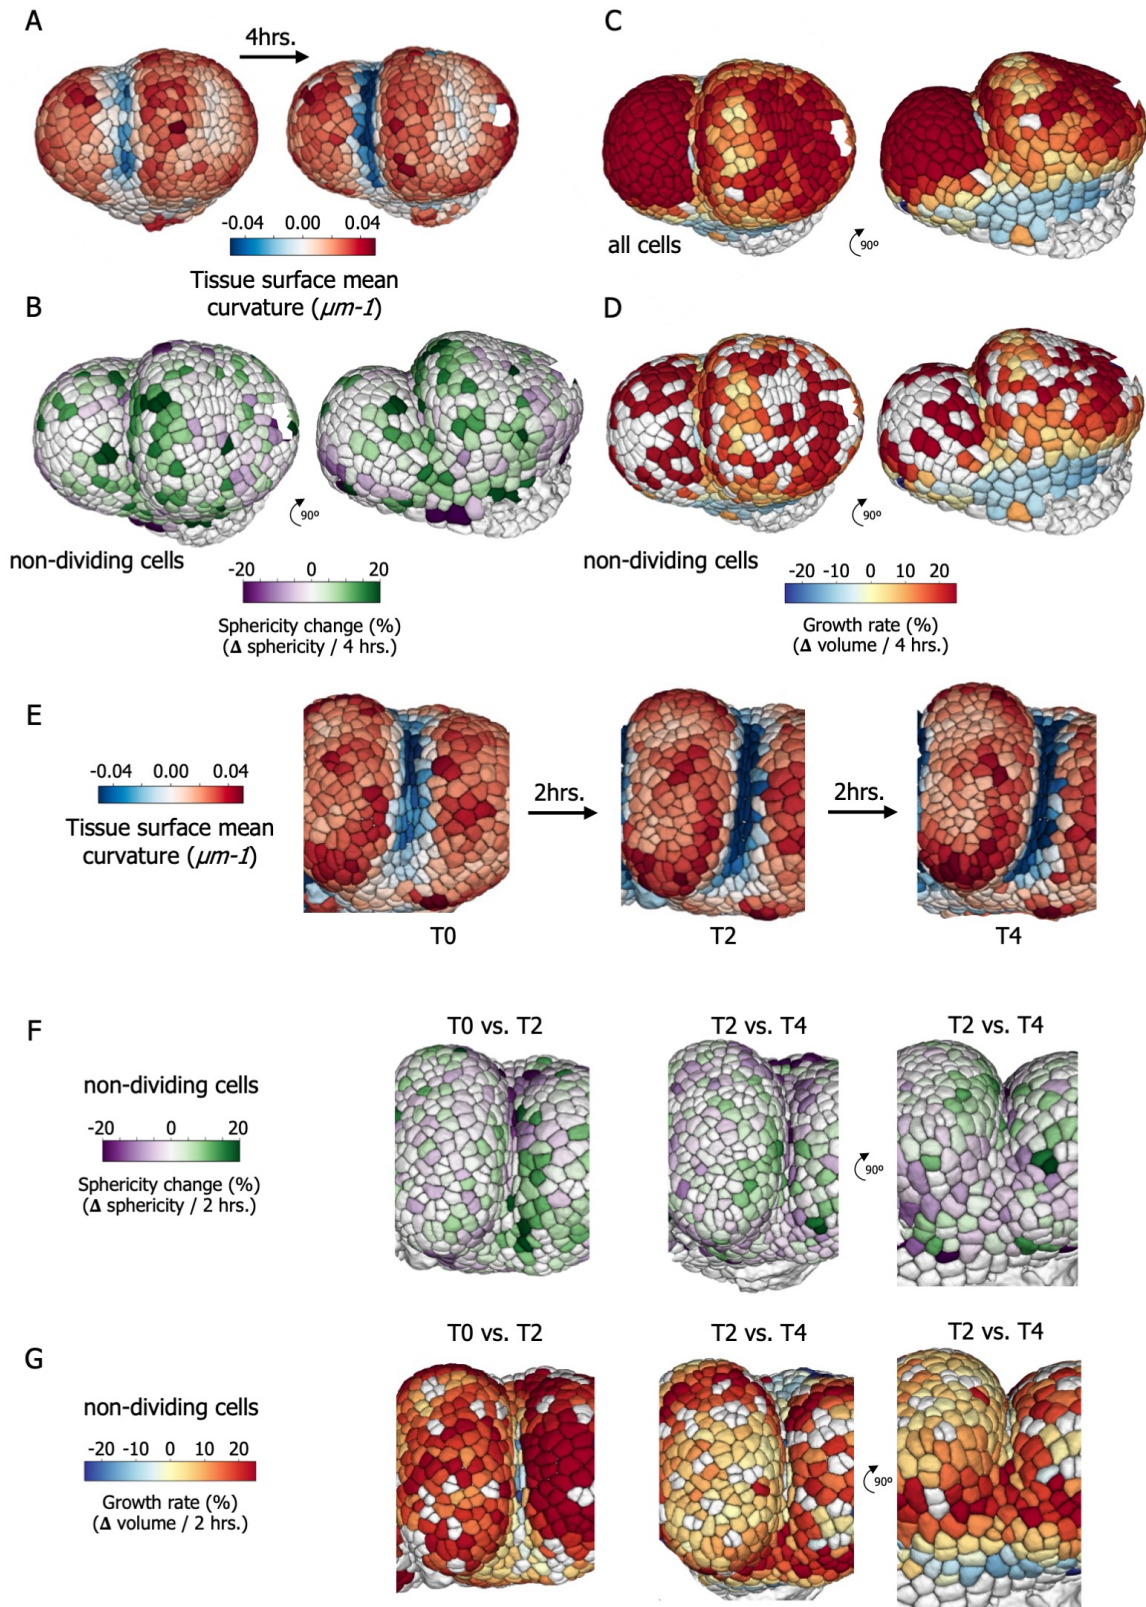 A
4hrs.
-0.04 0.00 0.04
Tissue surface mean
curvature (μm-1)
C
all cells
90º
B
90º
non-dividing cells
-20 0 20
Sphericity change (%)
(Δ sphericity / 4 hrs.)
D
90º
non-dividing cells
-20 -10 0 10 20
Growth rate (%)
(Δ volume / 4 hrs.)
E
-0.04 0.00 0.04
Tissue surface mean
curvature (μm-1)
2hrs.
2hrs.
T0
T2
T4
F
non-dividing cells
-20 0 20
Sphericity change (%)
(Δ sphericity / 2 hrs.)
T0 vs. T2
T2 vs. T4
T2 vs. T4
90º
G
non-dividing cells
-20 -10 0 10 20
Growth rate (%)
(Δ volume / 2 hrs.)
T0 vs. T2
T2 vs. T4
T2 vs. T4
90º